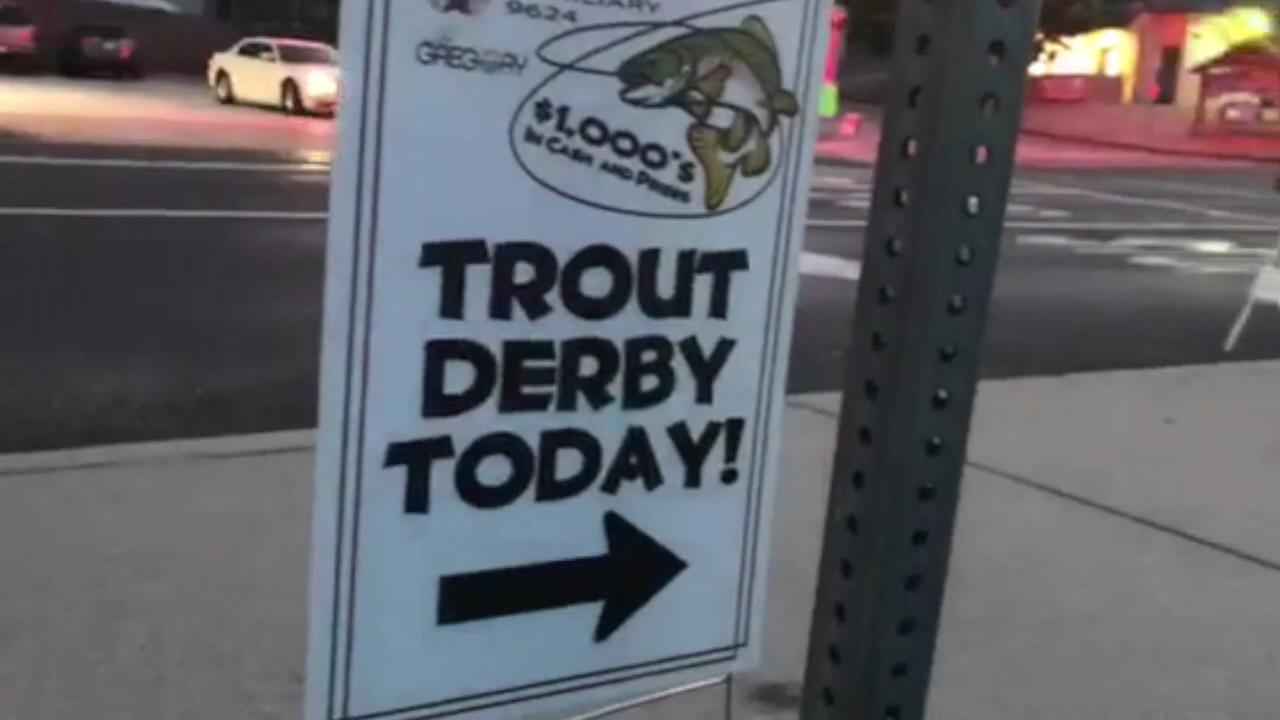 9624
GREGORY
$1,000's
IN CASH AND PRIZES
TROUT
DERBY
TODAY!